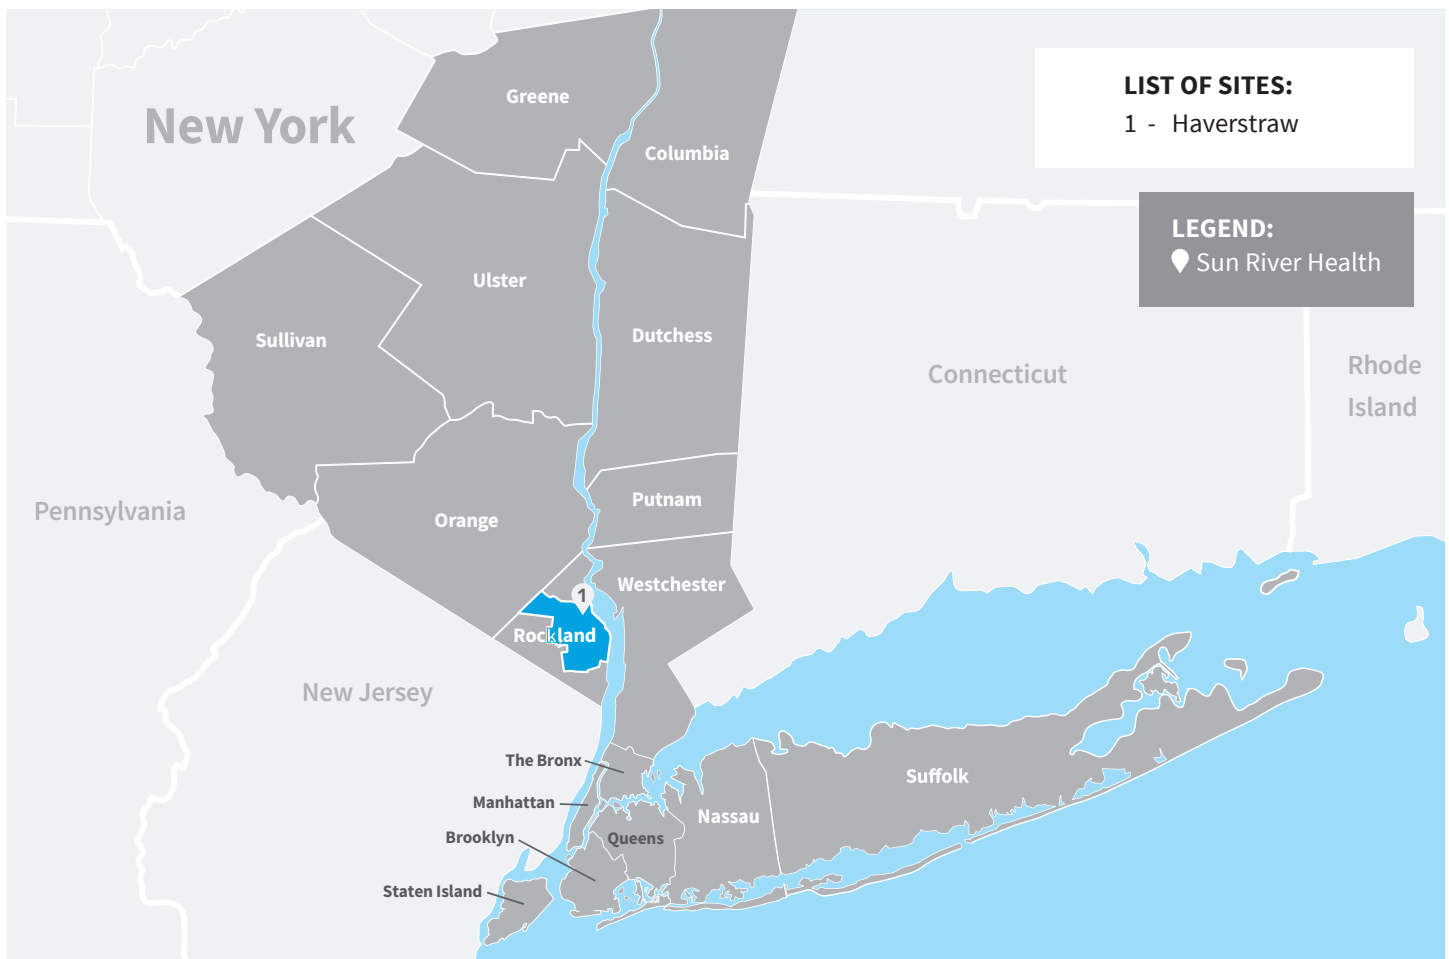 LIST OF SITES:
1 - Haverstraw
LEGEND:
Sun River Health
New York
Greene
Columbia
Ulster
Sullivan
Dutchess
Connecticut
Rhode
Island
Pennsylvania
Orange
Putnam
Westchester
1
Rockland
New Jersey
The Bronx
Manhattan
Brooklyn
Queens
Nassau
Suffolk
Staten Island